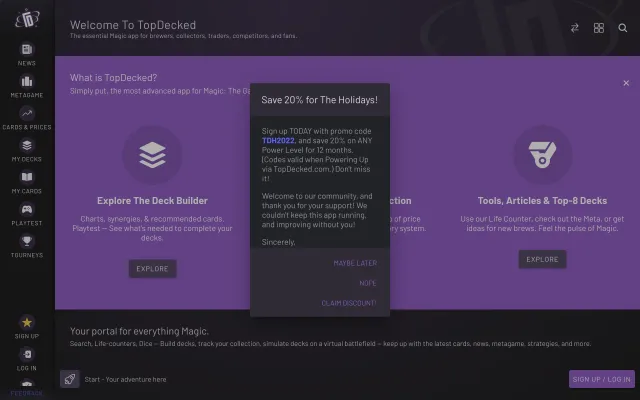 Welcome To TopDecked
The essential Magic app for brewers, collectors, traders, competitors, and fans.
NEWS
METAGAME
CARDS & PRICES
MY DECKS
MY CARDS
PLAYTEST
TOURNEYS
SIGN UP
LOG IN
FEEDBACK
What is TopDecked?
Simply put, the most advanced app for Magic: The Ga
Explore The Deck Builder
Charts, synergies, & recommended cards.
Playtest — See what's needed to complete your
decks.
EXPLORE
Save 20% for The Holidays!
Sign up TODAY with promo code
TDH2022, and save 20% on ANY
Power Level for 12 months.
(Codes valid when Powering Up
via TopDecked.com.) Don't miss
it!
Welcome to our community, and
thank you for your support! We
couldn't keep this app running,
and improving without you!
Sincerely,
MAYBE LATER
NOPE
CLAIM DISCOUNT!
ction
of price
ry system.
Tools, Articles & Top-8 Decks
Use our Life Counter, check out the Meta, or get
ideas for new brews. Feel the pulse of Magic.
EXPLORE
Your portal for everything Magic.
Search, Life-counters, Dice — Build decks, track your collection, simulate decks on a virtual battlefield — keep up with the latest cards, news, metagame, strategies, and more.
Start - Your adventure here
SIGN UP / LOG IN